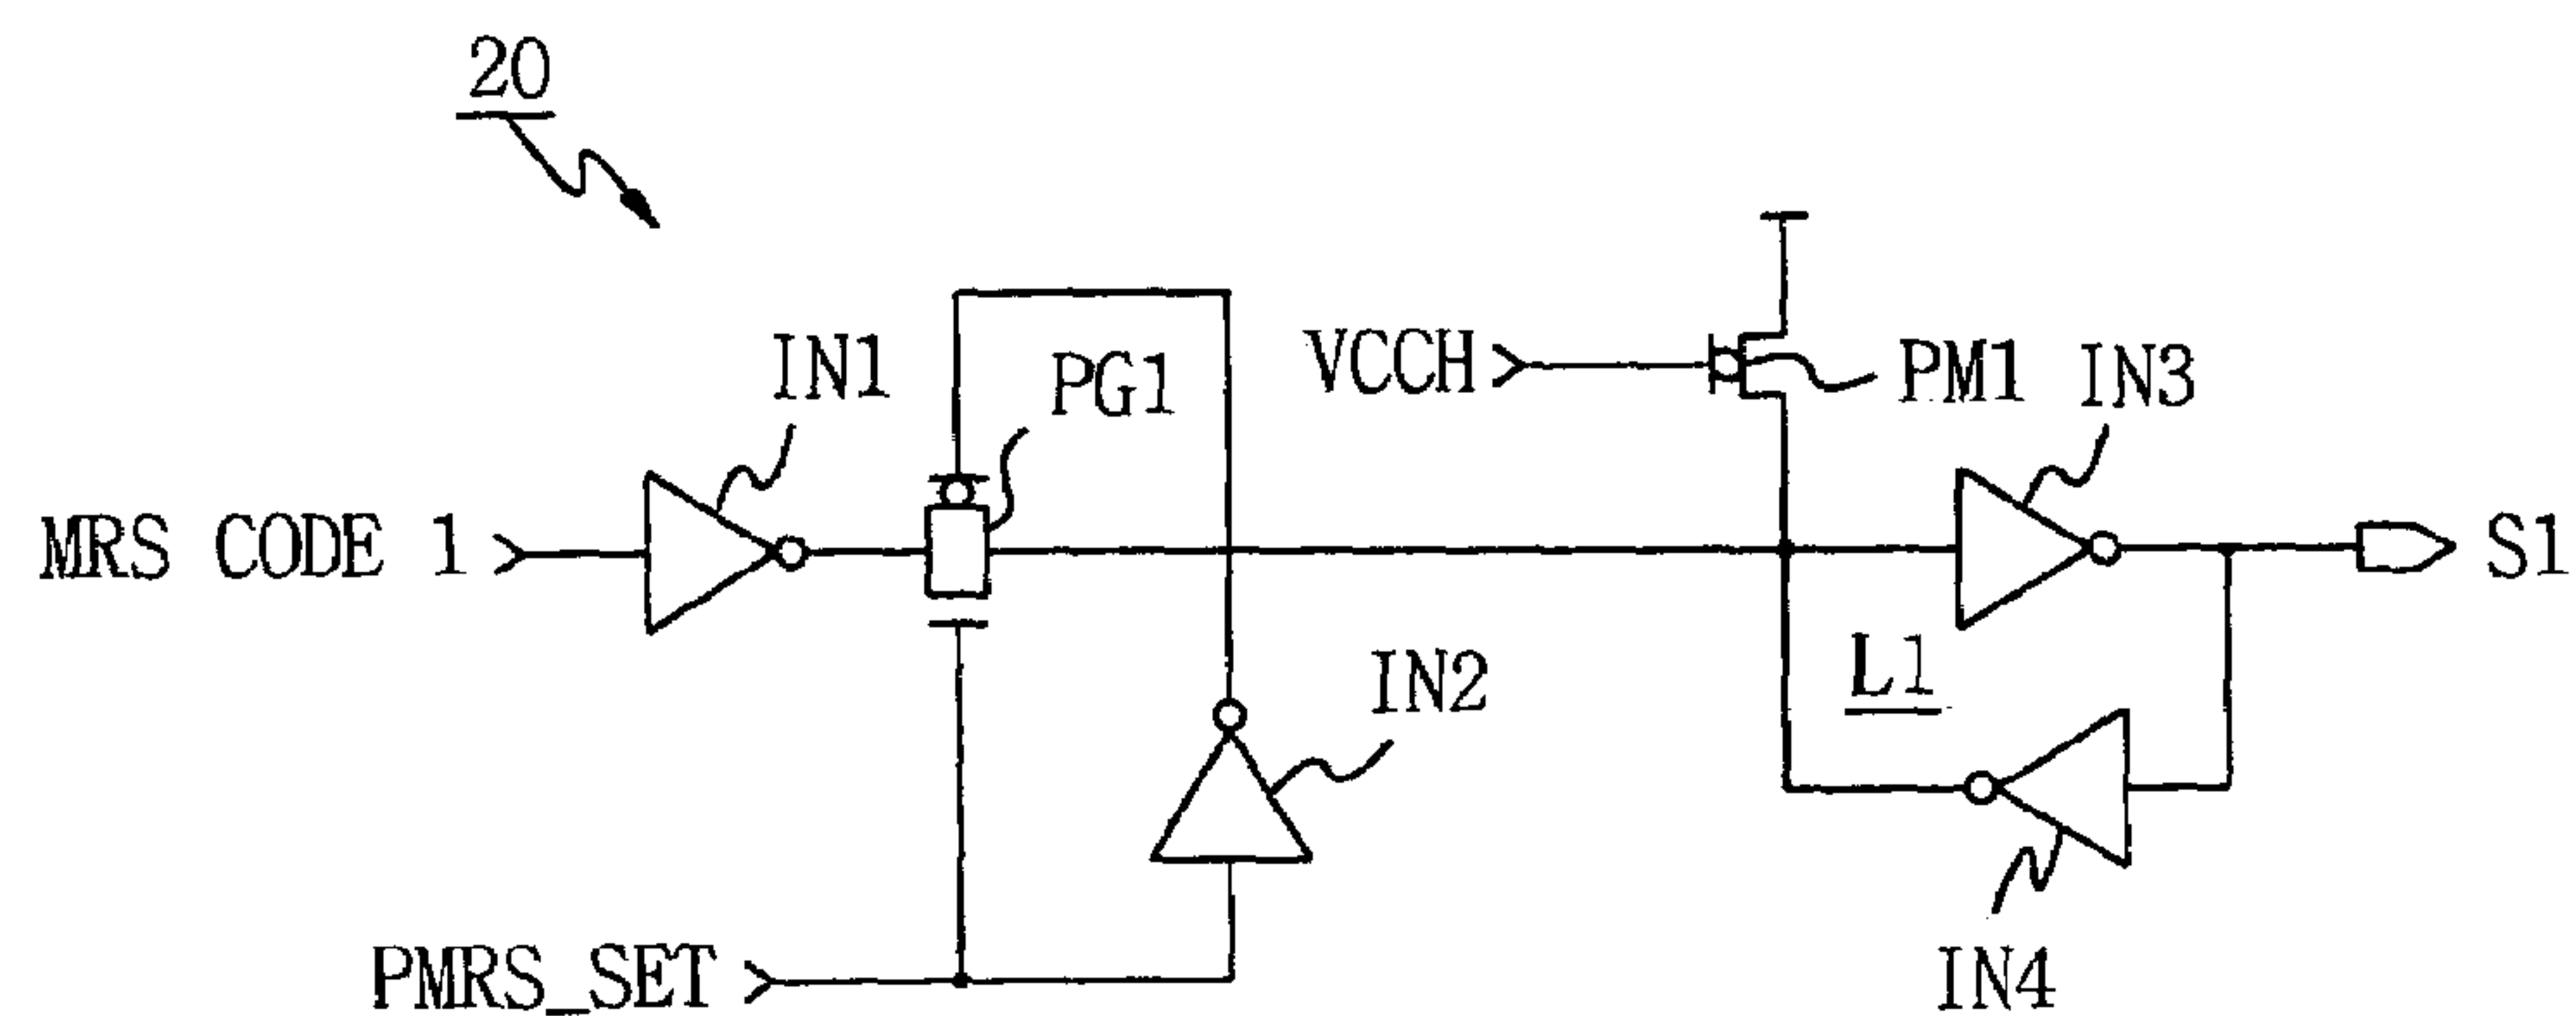 20
IN1
PG1
VCCH
PM1
IN3
MRS CODE 1
S1
L1
IN2
PMRS_SET
IN4